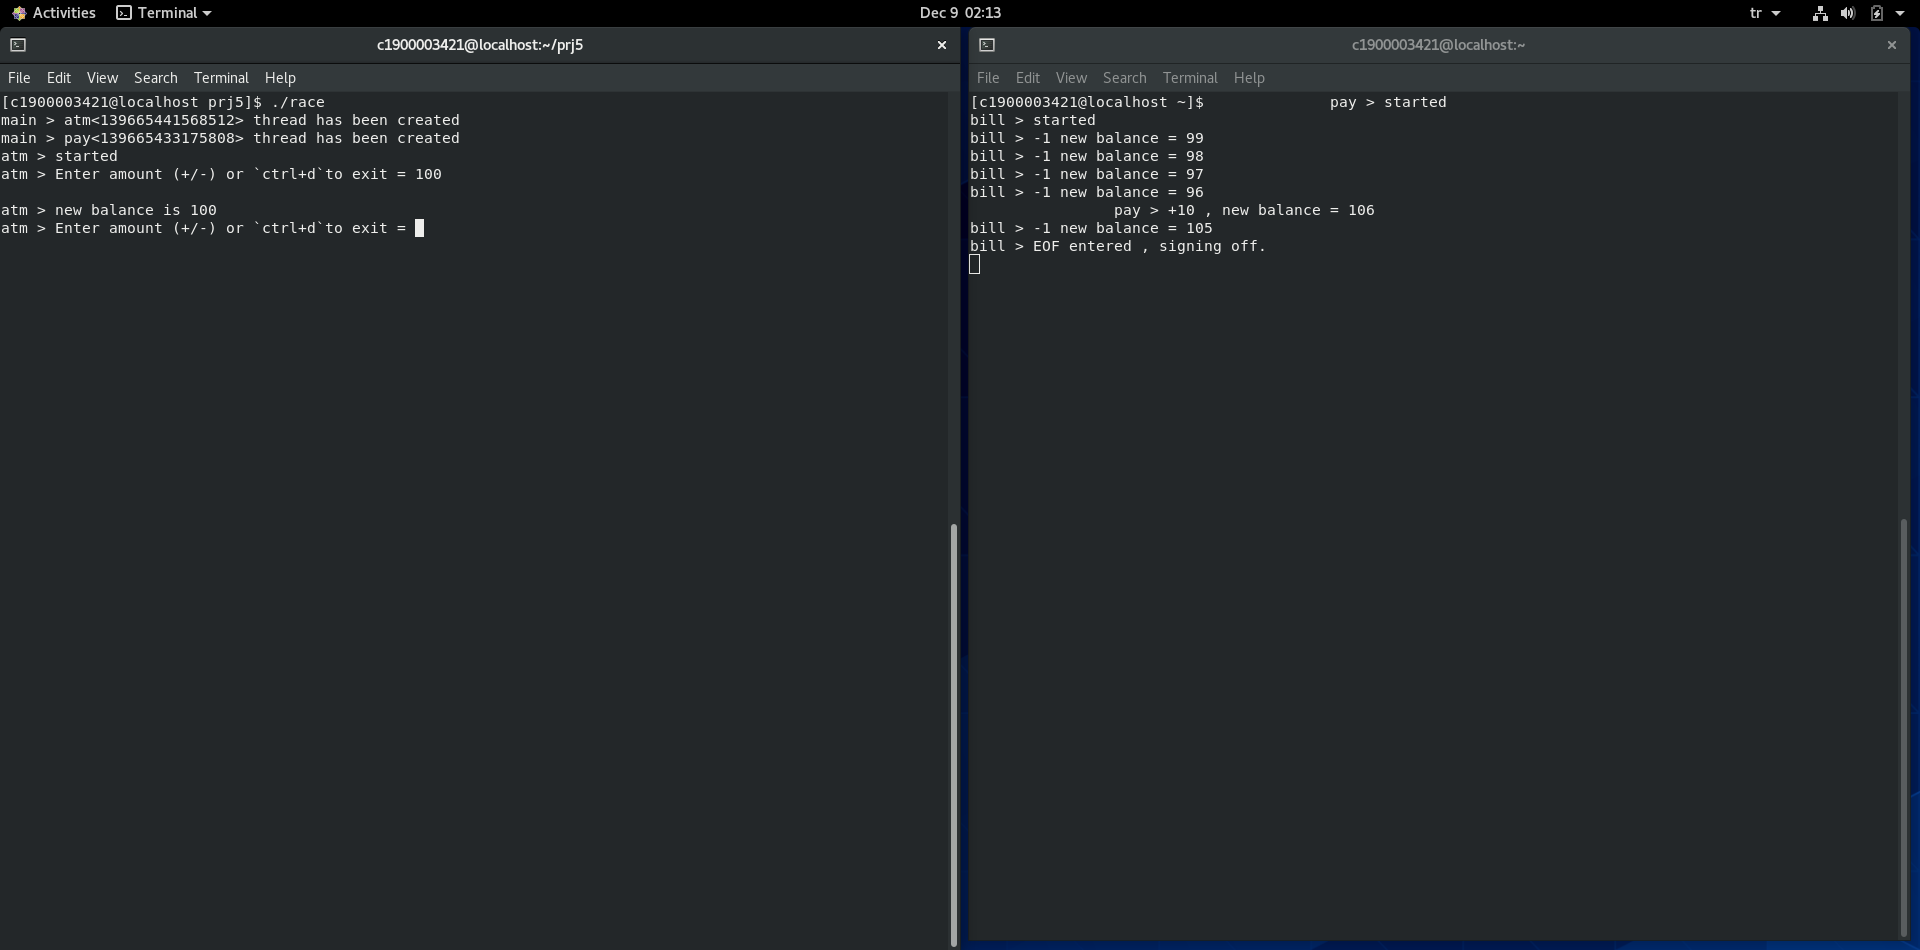 Activities Terminal Dec 9 02:13 tr
c1900003421@localhost:~/prj5
File Edit View Search Terminal Help
[c1900003421@localhost prj5]$ ./race
main > atm<139665441568512> thread has been created
main > pay<139665433175808> thread has been created
atm > started
atm > Enter amount (+/-) or `ctrl+d`to exit = 100
atm > new balance is 100
atm > Enter amount (+/-) or `ctrl+d`to exit =
c1900003421@localhost:~
File Edit View Search Terminal Help
[c1900003421@localhost ~]$ pay > started
bill > started
bill > -1 new balance = 99
bill > -1 new balance = 98
bill > -1 new balance = 97
bill > -1 new balance = 96
pay > +10 , new balance = 106
bill > -1 new balance = 105
bill > EOF entered , signing off.